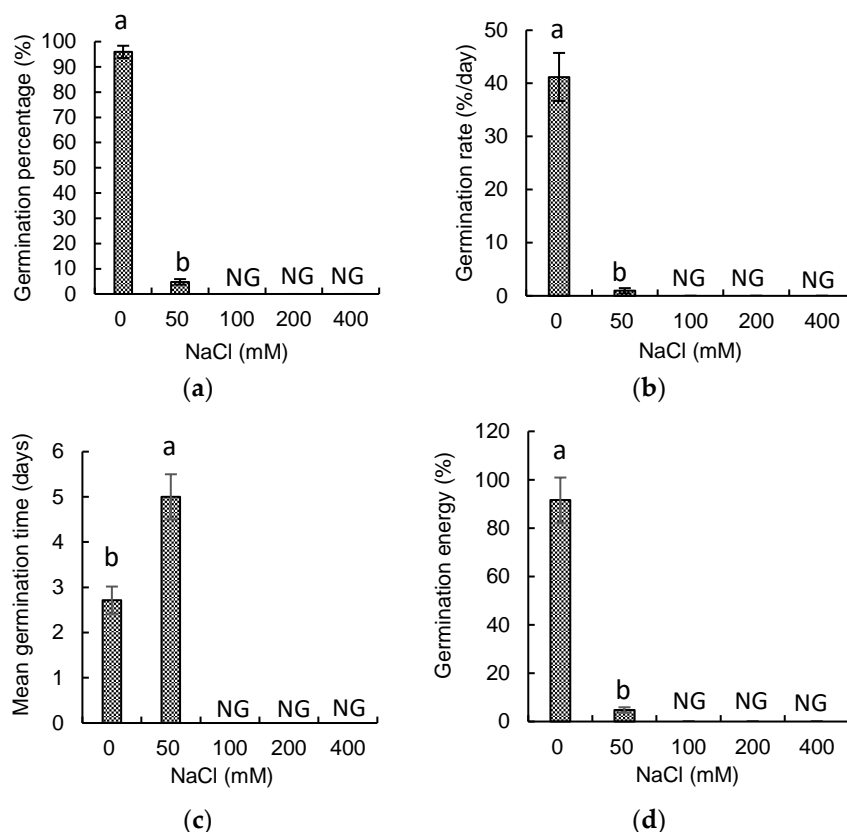 a
Germination percentage (%)
100
90
80
70
60
50
40
30
20
10
0
b
NG NG NG
0 50 100 200 400
NaCl (mM)
(a)
a
Germination rate (%/day)
50
40
30
20
10
0
b
NG NG NG
0 50 100 200 400
NaCl (mM)
(b)
Mean germination time (days)
6
5
4
3
2
1
0
b
a
NG NG NG
0 50 100 200 400
NaCl (mM)
(c)
Germination energy (%)
120
100
80
60
40
20
0
a
b
NG NG NG
0 50 100 200 400
NaCl (mM)
(d)